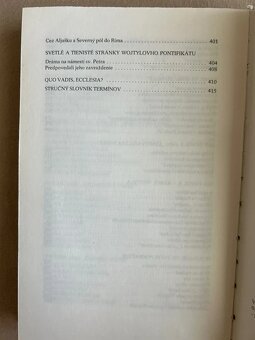 Cez Aljašku a Severný pól do Ríma 401
SVETLÉ A TIENISTÉ STRÁNKY WOJTYLOVHO PONTIFIKÁTU
Dráma na námestí sv. Petra 404
Predpovedali jeho zavraždenie 408
QUO VADIS, ECCLESIA? 410
STRUČNÝ SLOVNÍK TERMÍNOV 415